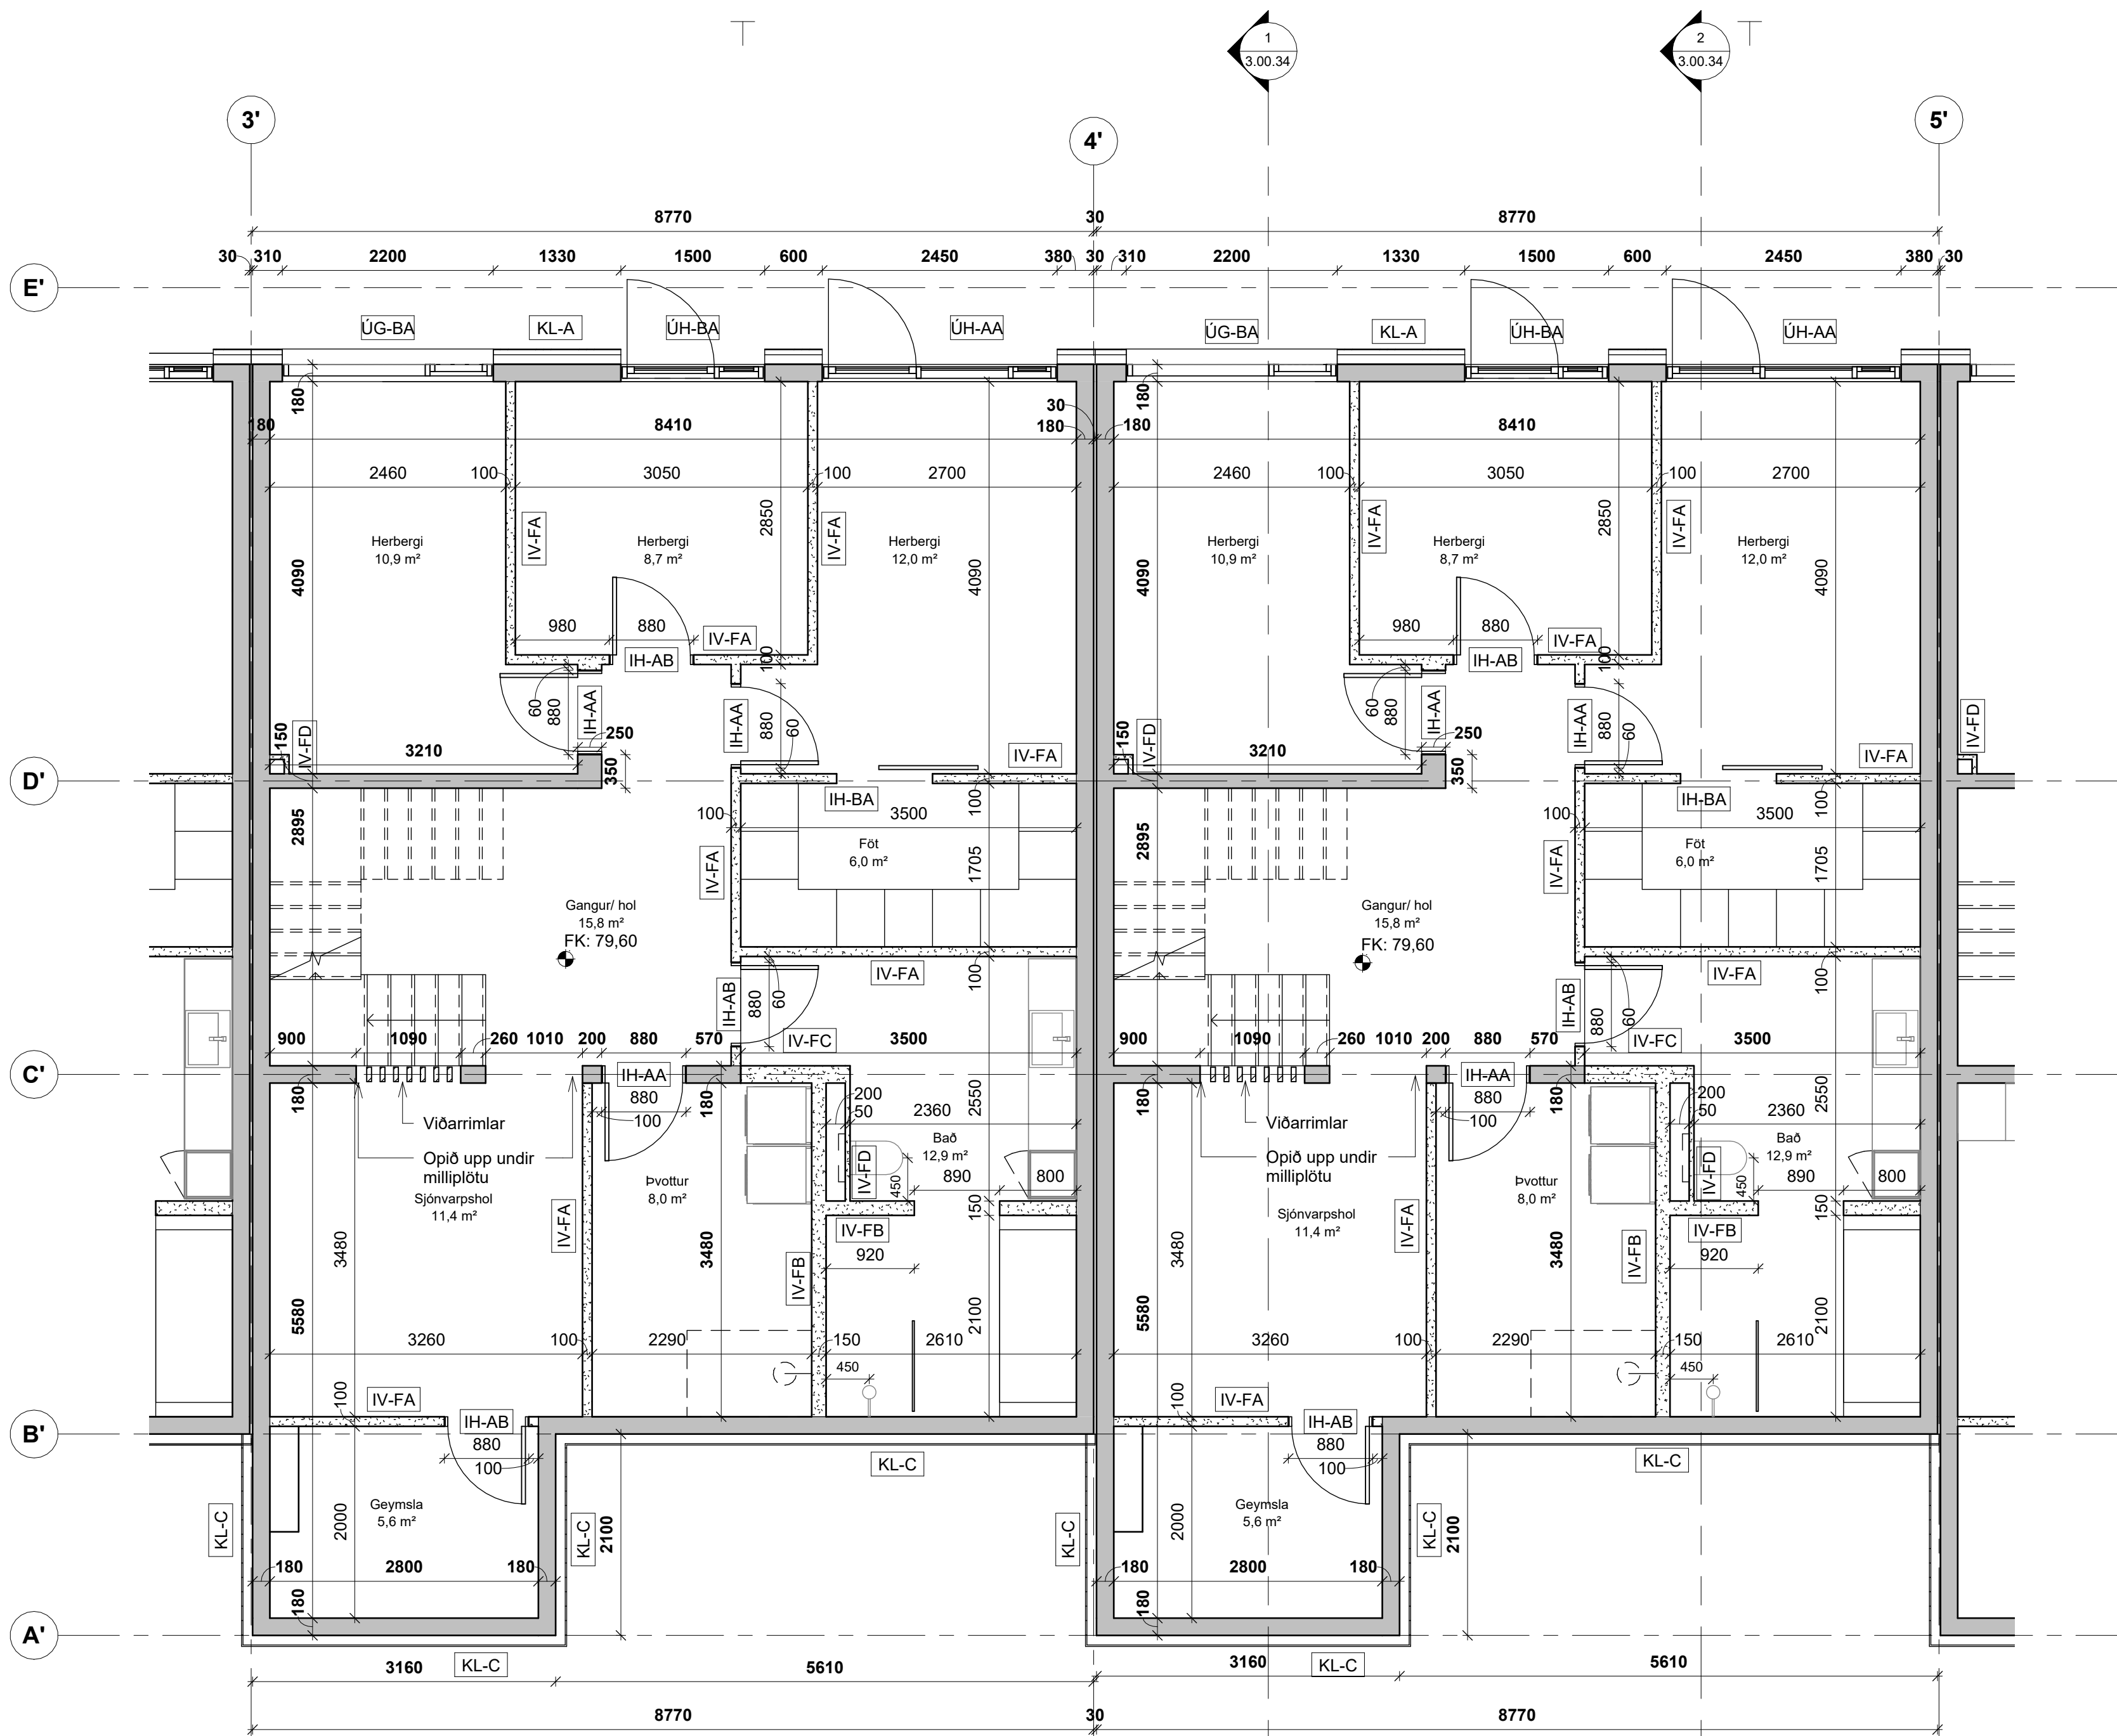 1
3.00.34
2
3.00.34
3'
4'
5'
8770 30 8770
30 310 2200 1330 1500 600 2450 380 30 310 2200 1330 1500 600 2450 380 30
E'
ÚG-BA KL-A ÚH-BA ÚH-AA ÚG-BA KL-A ÚH-BA ÚH-AA
180 180
30
180 8410 180 180 8410
2460 100 3050 100 2700 2460 100 3050 100 2700
2850 2850
IV-FA IV-FA IV-FA IV-FA
Herbergi Herbergi Herbergi Herbergi Herbergi Herbergi
10,9 m² 8,7 m² 12,0 m² 10,9 m² 8,7 m² 12,0 m²
4090 4090 4090 4090
980 880 IV-FA 980 880 IV-FA
IH-AB 100 IH-AB 100
60 880 IH-AA IH-AA 880 60 60 880 IH-AA IH-AA 880 60
150 IV-FD 250 150 IV-FD 250 IV-FD
3210 350 IV-FA 3210 350 IV-FA
D'
IH-BA 100 IH-BA 100
2895 100 3500 2895 100 3500
Föt Föt
6,0 m² 6,0 m²
IV-FA 1705 IV-FA 1705
Gangur/ hol Gangur/ hol
15,8 m² 15,8 m²
FK: 79,60 FK: 79,60
IV-FA 100 IV-FA 100
IH-AB 880 60 IH-AB 880 60
900 1090 260 1010 200 880 570 IV-FC 3500 900 1090 260 1010 200 880 570 IV-FC 3500
C'
IH-AA IH-AA
180 880 180 200 2550 180 880 180 200 2550
100 50 2360 100 50 2360
Viðarrimlar Viðarrimlar
Bað Bað
12,9 m² 12,9 m²
Opið upp undir Opið upp undir
milliplötu milliplötu
IV-FD 450 890 800 IV-FD 450 890 800
Sjónvarpshol Þvottur Sjónvarpshol Þvottur
11,4 m² 8,0 m² 11,4 m² 8,0 m²
IV-FA 150 IV-FA 150
3480 3480 IV-FB 3480 3480 IV-FB
IV-FB 920 IV-FB 920
5580 2100 5580 2100
3260 100 2290 150 2610 3260 100 2290 150 2610
450 450
100 IV-FA 100 IV-FA
IH-AB IH-AB
B'
880 880
100 KL-C 100 KL-C
Geymsla Geymsla
5,6 m² 5,6 m²
KL-C 2000 KL-C 2100 KL-C 2000 KL-C 2100
180 2800 180 180 2800 180
180 180
A'
3160 KL-C 5610 3160 KL-C 5610
8770 30 8770